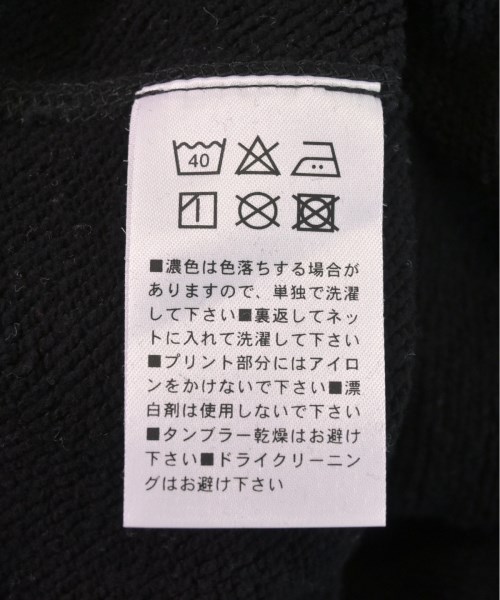 40
■濃色は色落ちする場合が
ありますので、単独で洗濯
して下さい■裏返してネッ
トに入れて洗濯して下さい
■プリント部分にはアイロ
ンをかけないで下さい■漂
白剤は使用しないで下さい
■タンブラー乾燥はお避け
下さい■ドライクリーニン
グはお避け下さい